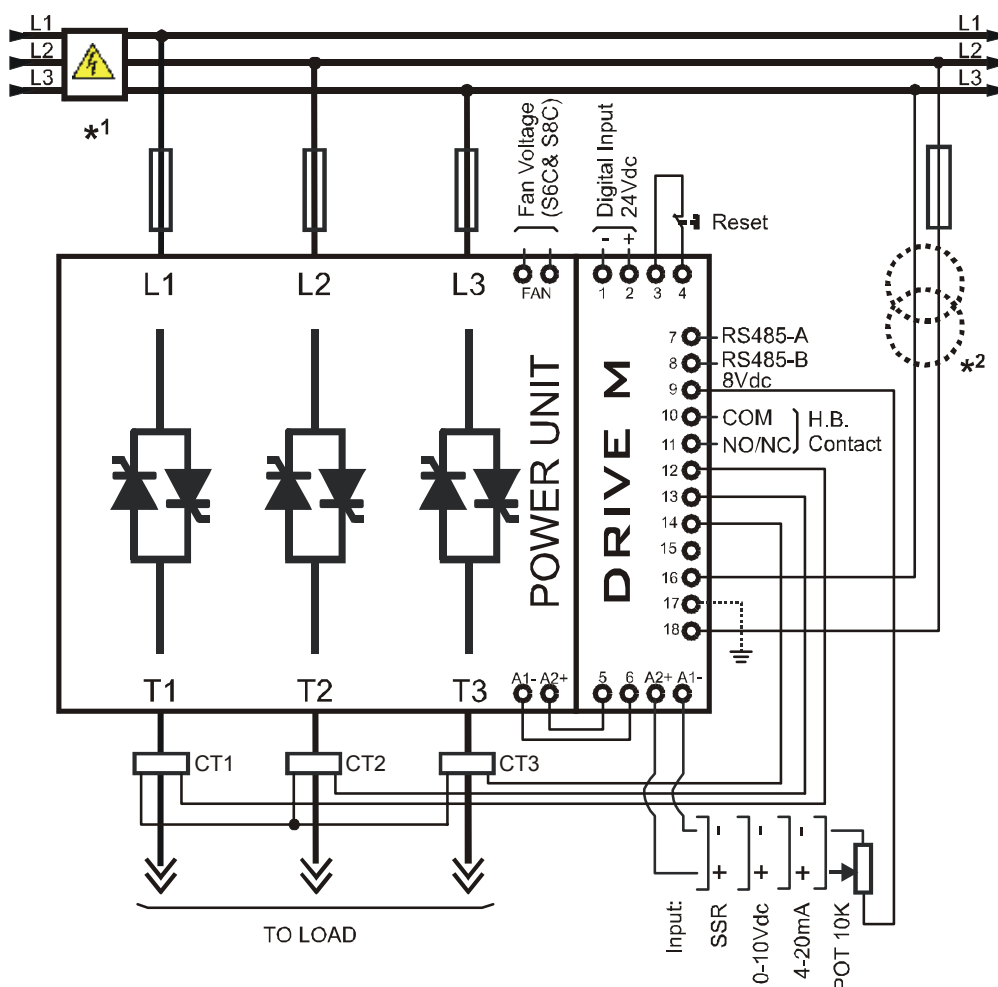 L1 L1
L2 L2
L3 L3
*1
Fan Voltage
(S6C& S8C)
Digital Input
24Vdc
- +
Reset
L1 L2 L3
FAN
1 2 3 4
*2
7 RS485-A
8 RS485-B
9 8Vdc
10 COM
11 NO/NC
H.B.
Contact
12
13
14
15
16
17
18
POWER UNIT
DRIVE M
T1 T2 T3
A1- A2+ 5 6 A2+ A1-
CT1 CT2 CT3
- - -
+ + +
Input:
SSR
0-10Vdc
4-20mA
POT 10K
TO LOAD